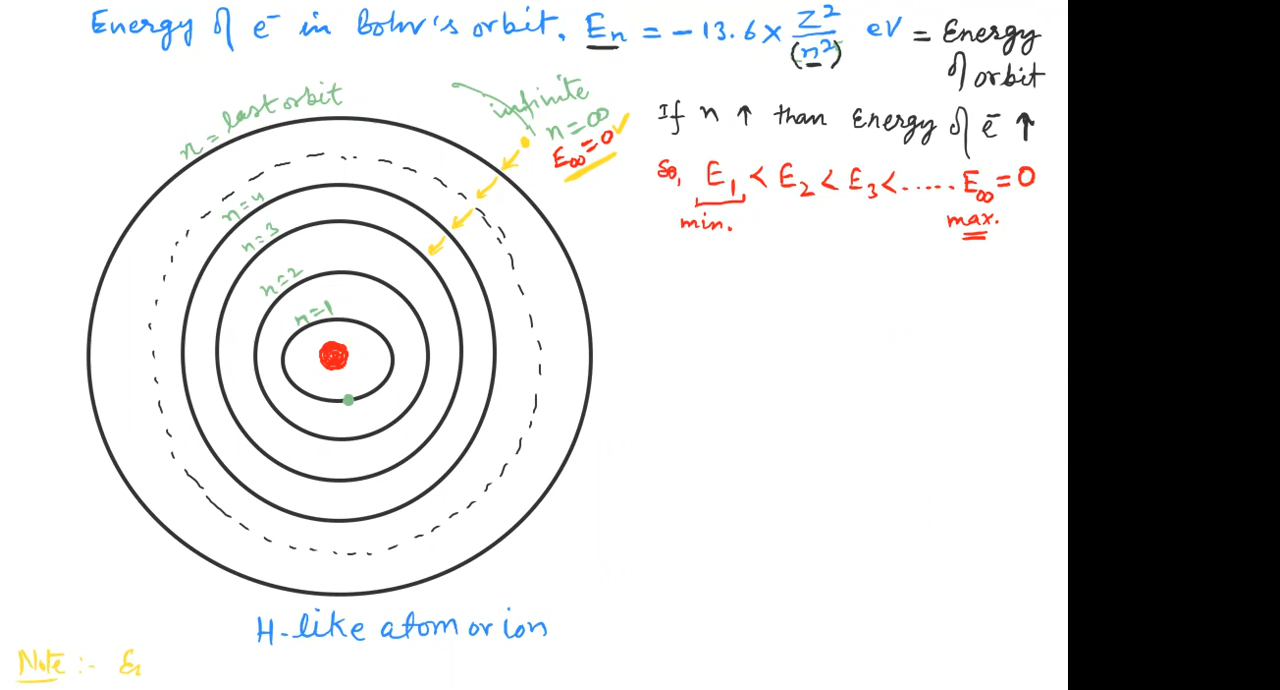 Energy of e⁻ in Bohr's orbit, Eₙ = -13.6 × Z²/(n²) eV = Energy of orbit
If n ↑ than Energy of e⁻ ↑
So, E₁ < E₂ < E₃ < ...... E∞ = 0
min. max.
n = last orbit
infinite
n = ∞
E∞ = 0 ✓
n = 4
n = 3
n = 2
n = 1
H-like atom or ion
Note :-